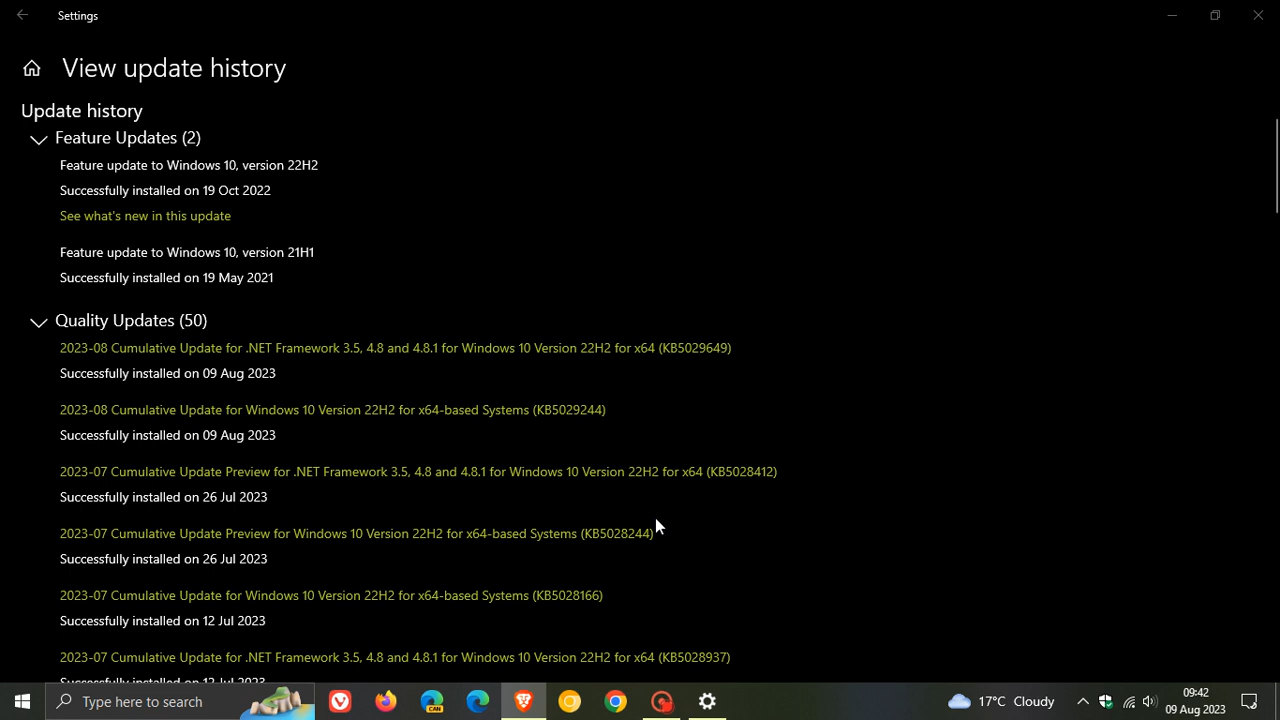 Settings
View update history
Update history
Feature Updates (2)
Feature update to Windows 10, version 22H2
Successfully installed on 19 Oct 2022
See what's new in this update
Feature update to Windows 10, version 21H1
Successfully installed on 19 May 2021
Quality Updates (50)
2023-08 Cumulative Update for .NET Framework 3.5, 4.8 and 4.8.1 for Windows 10 Version 22H2 for x64 (KB5029649)
Successfully installed on 09 Aug 2023
2023-08 Cumulative Update for Windows 10 Version 22H2 for x64-based Systems (KB5029244)
Successfully installed on 09 Aug 2023
2023-07 Cumulative Update Preview for .NET Framework 3.5, 4.8 and 4.8.1 for Windows 10 Version 22H2 for x64 (KB5028412)
Successfully installed on 26 Jul 2023
2023-07 Cumulative Update Preview for Windows 10 Version 22H2 for x64-based Systems (KB5028244)
Successfully installed on 26 Jul 2023
2023-07 Cumulative Update for Windows 10 Version 22H2 for x64-based Systems (KB5028166)
Successfully installed on 12 Jul 2023
2023-07 Cumulative Update for .NET Framework 3.5, 4.8 and 4.8.1 for Windows 10 Version 22H2 for x64 (KB5028937)
Successfully installed on 12 Jul 2023
Type here to search
CAN
17°C Cloudy
09:42
09 Aug 2023